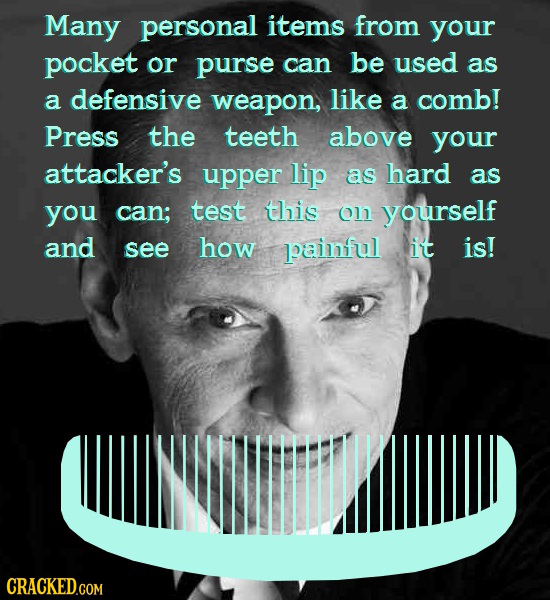 Many personal items from your
pocket or purse can be used as
a defensive weapon, like a comb!
Press the teeth above your
attacker's upper lip as hard as
you can; test this on yourself
and see how painful it is!
CRACKED.COM